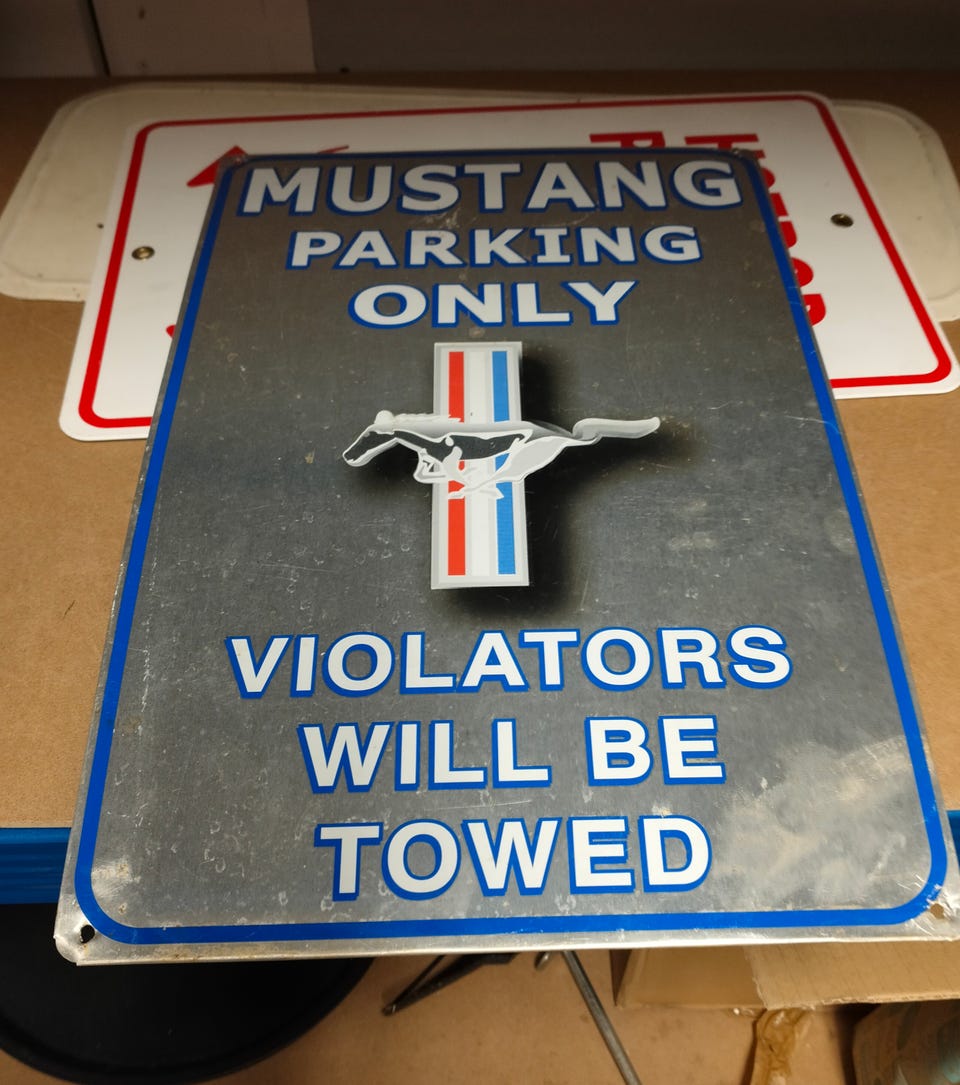 MUSTANG
PARKING
ONLY
VIOLATORS
WILL BE
TOWED